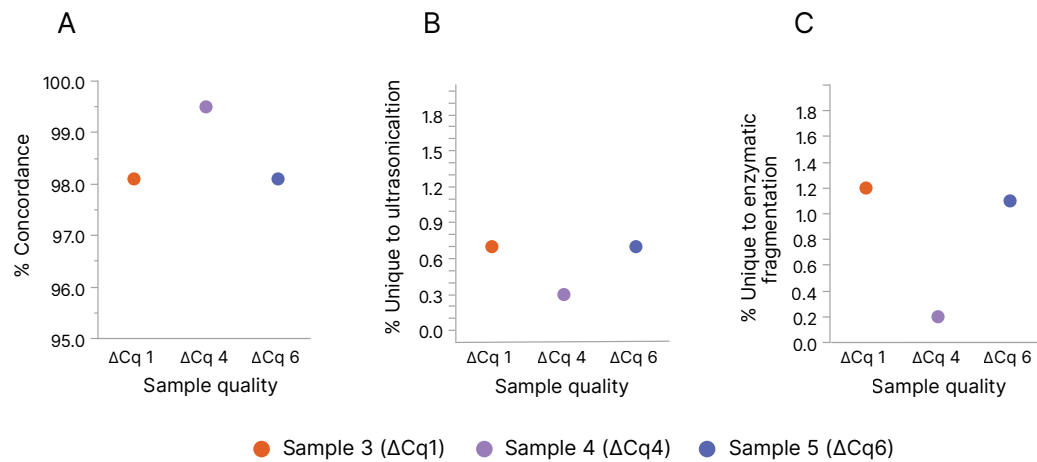 A
B
C
% Concordance
100.0
99.0
98.0
97.0
96.0
95.0
ΔCq 1 ΔCq 4 ΔCq 6
Sample quality
% Unique to ultrasonicaltion
1.8
1.5
1.2
0.9
0.6
0.3
0.0
ΔCq 1 ΔCq 4 ΔCq 6
Sample quality
% Unique to enzymatic
fragmentation
1.8
1.6
1.4
1.2
1.0
0.8
0.6
0.4
0.2
0.0
ΔCq 1 ΔCq 4 ΔCq 6
Sample quality
Sample 3 (ΔCq1) Sample 4 (ΔCq4) Sample 5 (ΔCq6)